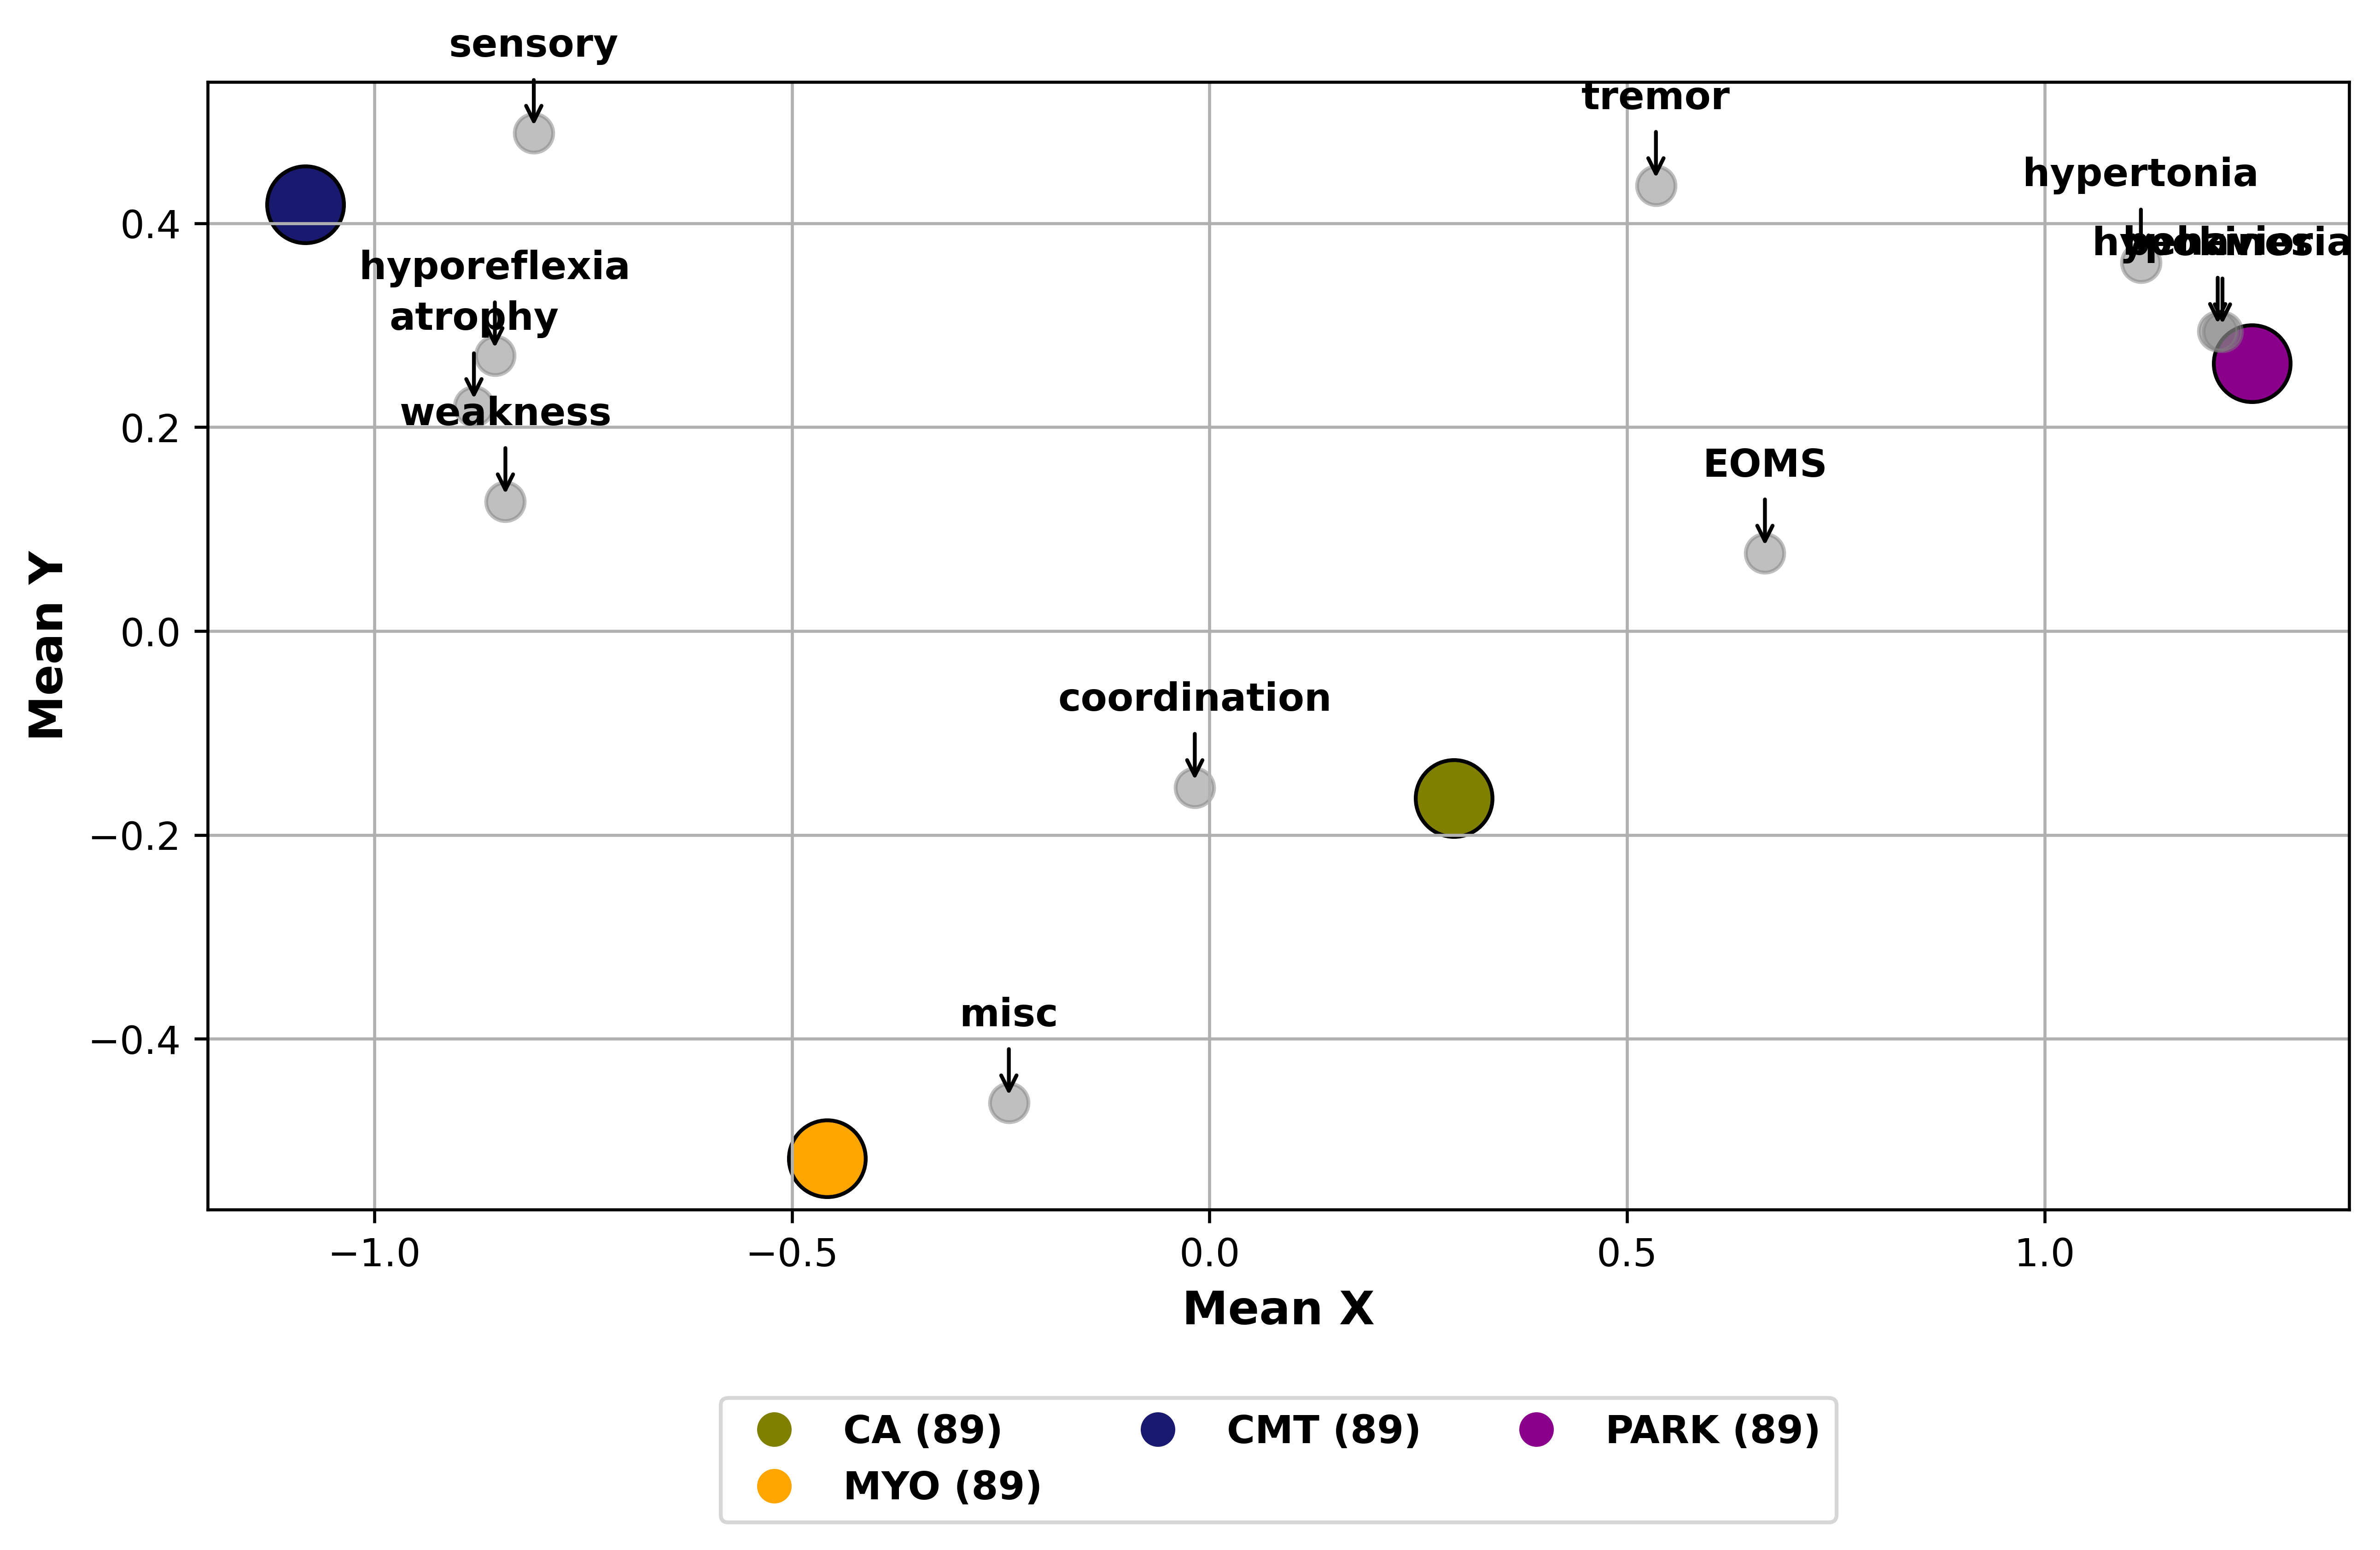 sensory
tremor
hypertonia
hyporeflexia
atrophy
weakness
EOMS
coordination
misc
0.4
0.2
0.0
−0.2
−0.4
Mean Y
−1.0
−0.5
0.0
0.5
1.0
Mean X
CA (89)
CMT (89)
PARK (89)
MYO (89)